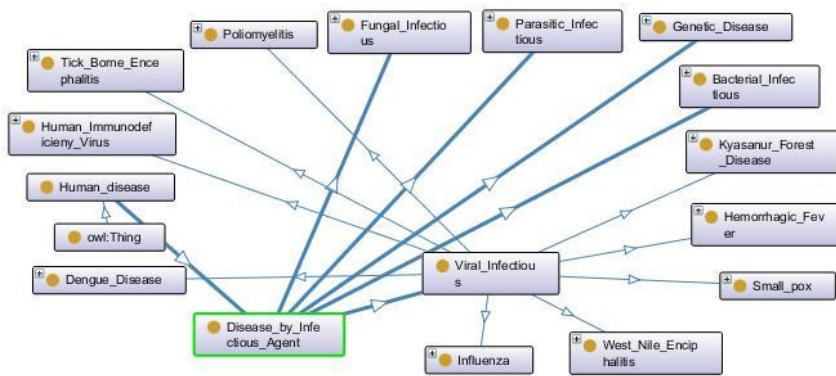 Poliomyelitis
Fungal_Infectio
us
Parasitic_Infec
tious
Genetic_Disease
Tick_Borne_Ence
phalitis
Bacterial_Infec
tious
Human_Immunodef
icieny_Virus
Kyasanur_Forest
_Disease
Human_disease
Hemorrhagic_Fev
er
owl:Thing
Viral_Infectiou
s
Dengue_Disease
Small_pox
Disease_by_Infe
ctious_Agent
Influenza
West_Nile_Encip
halitis